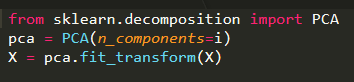 from sklearn.decomposition import PCA
pca = PCA(n_components=i)
X = pca.fit_transform(X)